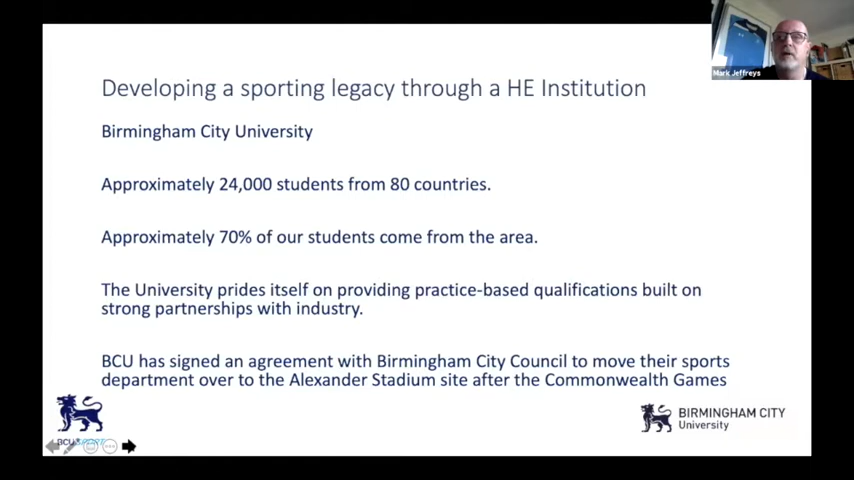 Mark Jeffreys
Developing a sporting legacy through a HE Institution
Birmingham City University
Approximately 24,000 students from 80 countries.
Approximately 70% of our students come from the area.
The University prides itself on providing practice-based qualifications built on
strong partnerships with industry.
BCU has signed an agreement with Birmingham City Council to move their sports
department over to the Alexander Stadium site after the Commonwealth Games
BCU SPORT
BIRMINGHAM CITY
University